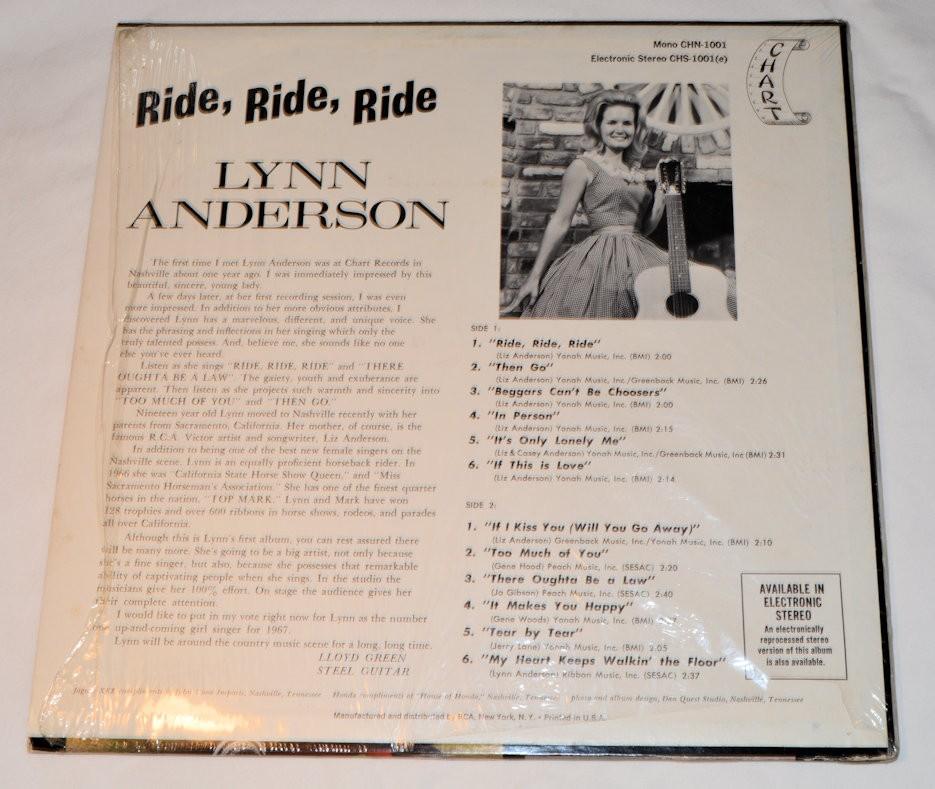 Mono CHN-1001
Electronic Stereo CHS-1001(e)
CHART
Ride, Ride, Ride
LYNN
ANDERSON
The first time I met Lynn Anderson was at Chart Records in
Nashville about one year ago. I was immediately impressed by this
beautiful, sincere, young lady.
A few days later, at her first recording session, I was even
more impressed. In addition to her more obvious attributes, I
discovered Lynn has a marvelous, different, and unique voice. She
has the phrasing and inflections in her singing which only the
truly talented possess. And, believe me, she sounds like no one
else you've ever heard.
Listen as she sings "RIDE, RIDE, RIDE" and "THERE
OUGHTA BE A LAW". The gaiety, youth and exuberance are
apparent. Then listen as she projects such warmth and sincerity into
"TOO MUCH OF YOU" and "THEN GO."
Nineteen year old Lynn moved to Nashville recently with her
parents from Sacramento, California. Her mother, of course, is the
famous R.C.A. Victor artist and songwriter, Liz Anderson.
In addition to being one of the best new female singers on the
Nashville scene, Lynn is an equally proficient horseback rider. In
1966 she was "California State Horse Show Queen," and "Miss
Sacramento Horseman's Association." She has one of the finest quarter
horses in the nation, "TOP MARK." Lynn and Mark have won
128 trophies and over 600 ribbons in horse shows, rodeos, and parades
all over California.
Although this is Lynn's first album, you can rest assured there
will be many more. She's going to be a big artist, not only because
she's a fine singer, but also, because she possesses that remarkable
ability of captivating people when she sings. In the studio the
musicians give her 100% effort. On stage the audience gives her
their complete attention.
I would like to put in my vote right now for Lynn as the number
one up-and-coming girl singer for 1967.
Lynn will be around the country music scene for a long, long time.
LLOYD GREEN
STEEL GUITAR
SIDE 1:
1. "Ride, Ride, Ride"
(Liz Anderson) Yonah Music, Inc. (BMI) 2:00
2. "Then Go"
(Liz Anderson) Yonah Music, Inc./Greenback Music, Inc. (BMI) 2:26
3. "Beggars Can't Be Choosers"
(Liz Anderson) Yonah Music, Inc. (BMI) 2:00
4. "In Person"
(Liz Anderson) Yonah Music, Inc. (BMI) 2:15
5. "It's Only Lonely Me"
(Liz & Casey Anderson) Yonah Music, Inc./Greenback Music, Inc (BMI) 2:31
6. "If This is Love"
(Liz Anderson) Yonah Music, Inc. (BMI) 2:14
SIDE 2:
1. "If I Kiss You (Will You Go Away)"
(Liz Anderson) Greenback Music, Inc./Yonah Music, Inc. (BMI) 2:10
2. "Too Much of You"
(Gene Hood) Peach Music, Inc. (SESAC) 2:20
3. "There Oughta Be a Law"
(Jo Gibson) Peach Music, Inc. (SESAC) 2:40
4. "It Makes You Happy"
(Gene Woods) Yonah Music, Inc. (BMI)
5. "Tear by Tear"
(Jerry Lane) Yonah Music, Inc. (BMI) 2:05
6. "My Heart Keeps Walkin' the Floor"
(Lynn Anderson) Ribbon Music, Inc. (SESAC) 2:37
AVAILABLE IN
ELECTRONIC
STEREO
An electronically
reprocessed stereo
version of this album
is also available.
XKE compliments of Imports, Nashville, Tennessee Honda compliments of "House of Honda," Nashville, Tennessee photo and album design, Dan Quest Studio, Nashville, Tennessee
Manufactured and distributed by RCA, New York, N.Y. • Printed in U.S.A.